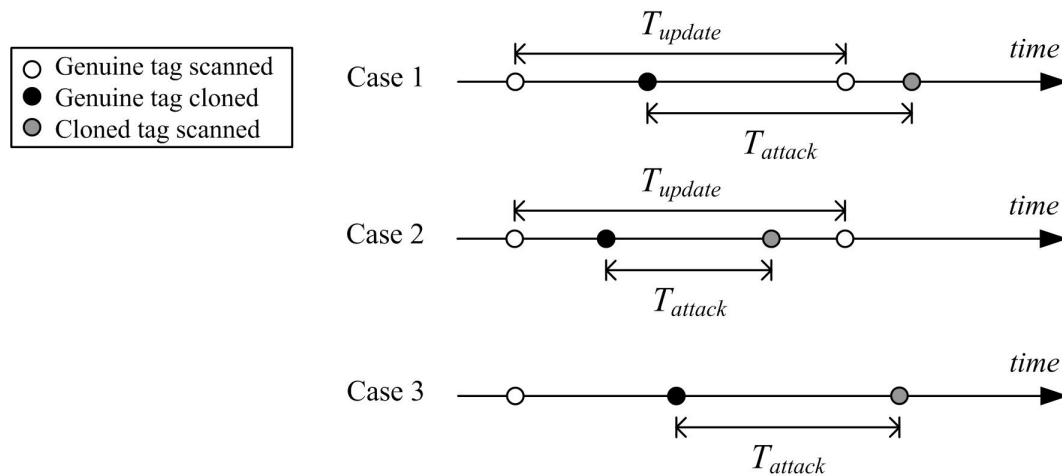 Genuine tag scanned
Genuine tag cloned
Cloned tag scanned
T_update
time
Case 1
T_attack
T_update
time
Case 2
T_attack
time
Case 3
T_attack